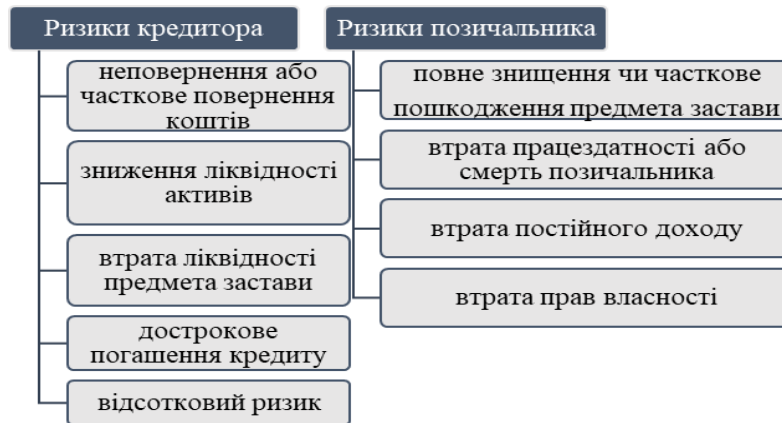 Ризики кредитора
неповернення або
часткове повернення
коштів
зниження ліквідності
активів
втрата ліквідності
предмета застави
дострокове
погашення кредиту
відсотковий ризик
Ризики позичальника
повне знищення чи часткове
пошкодження предмета застави
втрата працездатності або
смерть позичальника
втрата постійного доходу
втрата прав власності